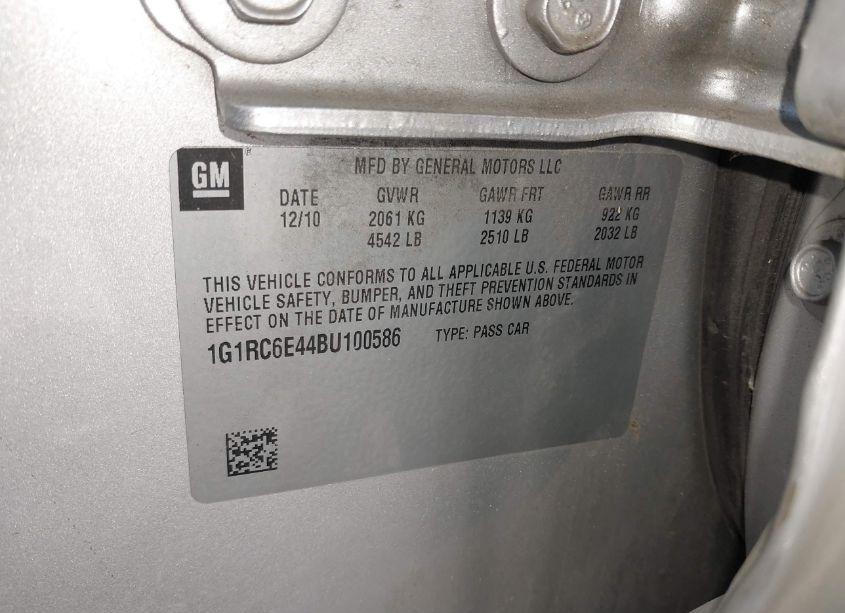 GM
MFD BY GENERAL MOTORS LLC
DATE GVWR GAWR FRT GAWR RR
12/10 2061 KG 1139 KG 922 KG
4542 LB 2510 LB 2032 LB
THIS VEHICLE CONFORMS TO ALL APPLICABLE U.S. FEDERAL MOTOR
VEHICLE SAFETY, BUMPER, AND THEFT PREVENTION STANDARDS IN
EFFECT ON THE DATE OF MANUFACTURE SHOWN ABOVE.
1G1RC6E44BU100586 TYPE: PASS CAR